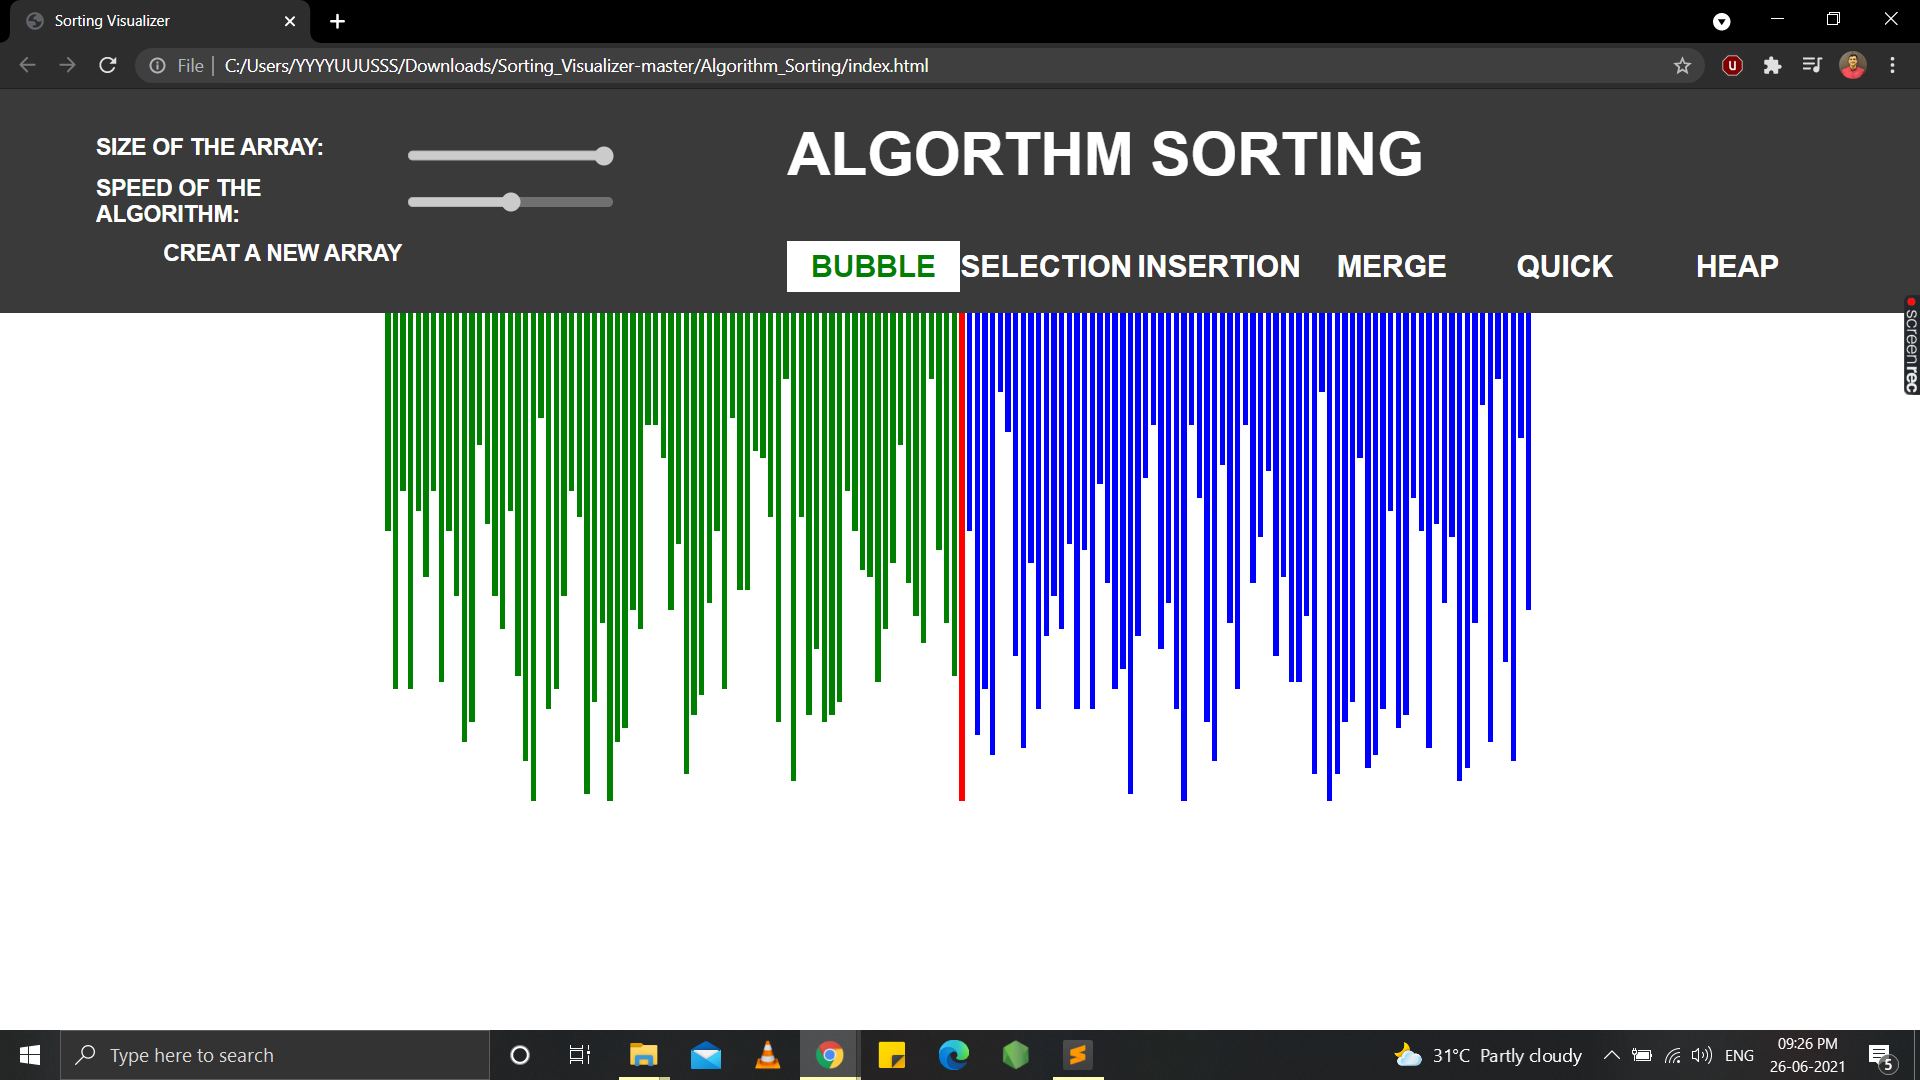 Sorting Visualizer
File | C:/Users/YYYYUUUSSS/Downloads/Sorting_Visualizer-master/Algorithm_Sorting/index.html
SIZE OF THE ARRAY:
SPEED OF THE
ALGORITHM:
CREAT A NEW ARRAY
ALGORTHM SORTING
BUBBLE SELECTION INSERTION MERGE QUICK HEAP
screenrec
Type here to search
31°C Partly cloudy
ENG
09:26 PM
26-06-2021
5